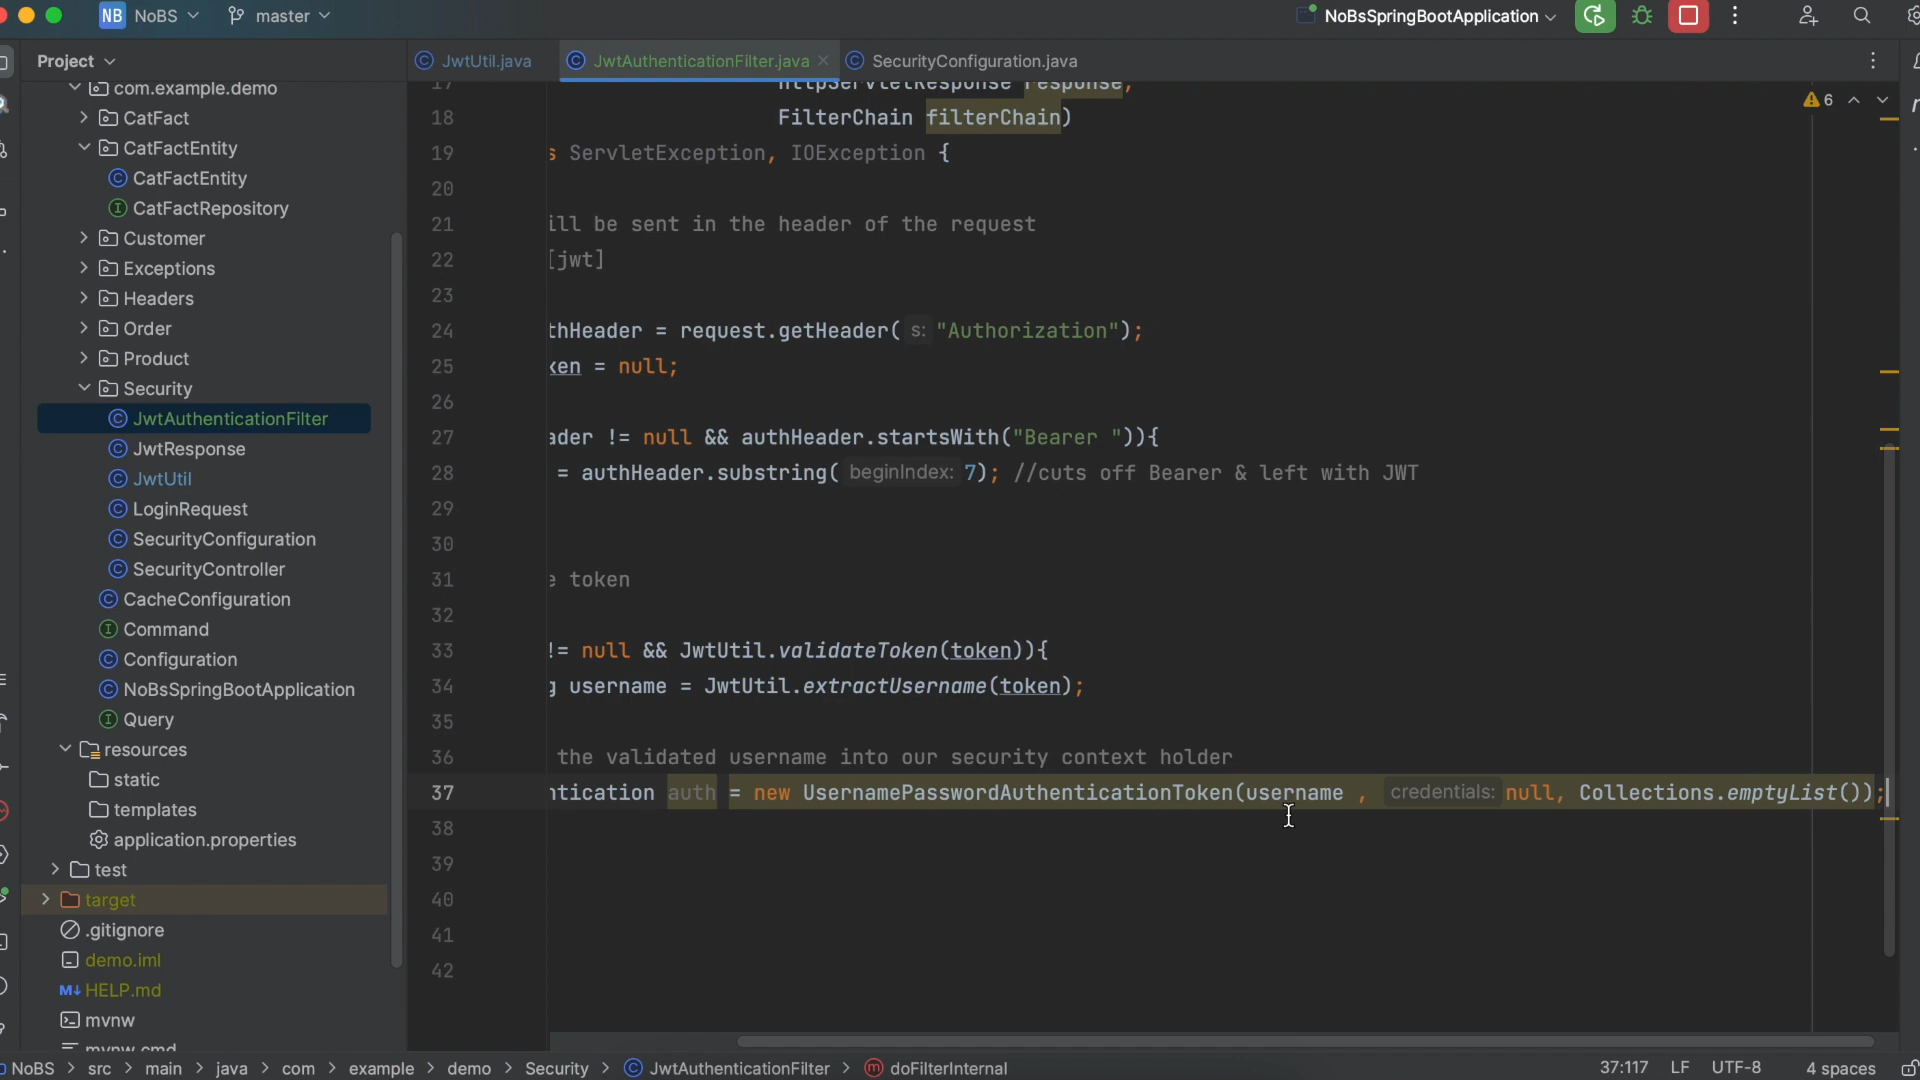 NB NoBS master NoBsSpringBootApplication
Project
JwtUtil.java JwtAuthenticationFilter.java SecurityConfiguration.java
com.example.demo
CatFact
CatFactEntity
CatFactEntity
CatFactRepository
Customer
Exceptions
Headers
Order
Product
Security
JwtAuthenticationFilter
JwtResponse
JwtUtil
LoginRequest
SecurityConfiguration
SecurityController
CacheConfiguration
Command
Configuration
NoBsSpringBootApplication
Query
resources
static
templates
application.properties
test
target
.gitignore
demo.iml
M↓ HELP.md
mvnw
mvnw.cmd
6
17 HttpServletResponse response,
18 FilterChain filterChain)
19 s ServletException, IOException {
20
21 ill be sent in the header of the request
22 [jwt]
23
24 thHeader = request.getHeader( s: "Authorization");
25 ken = null;
26
27 ader != null && authHeader.startsWith("Bearer ")){
28 = authHeader.substring( beginIndex: 7); //cuts off Bearer & left with JWT
29
30
31 e token
32
33 != null && JwtUtil.validateToken(token)){
34 g username = JwtUtil.extractUsername(token);
35
36 the validated username into our security context holder
37 ntication auth = new UsernamePasswordAuthenticationToken(username , credentials: null, Collections.emptyList());
38
39
40
41
42
NoBS > src > main > java > com > example > demo > Security > JwtAuthenticationFilter > doFilterInternal 37:117 LF UTF-8 4 spaces